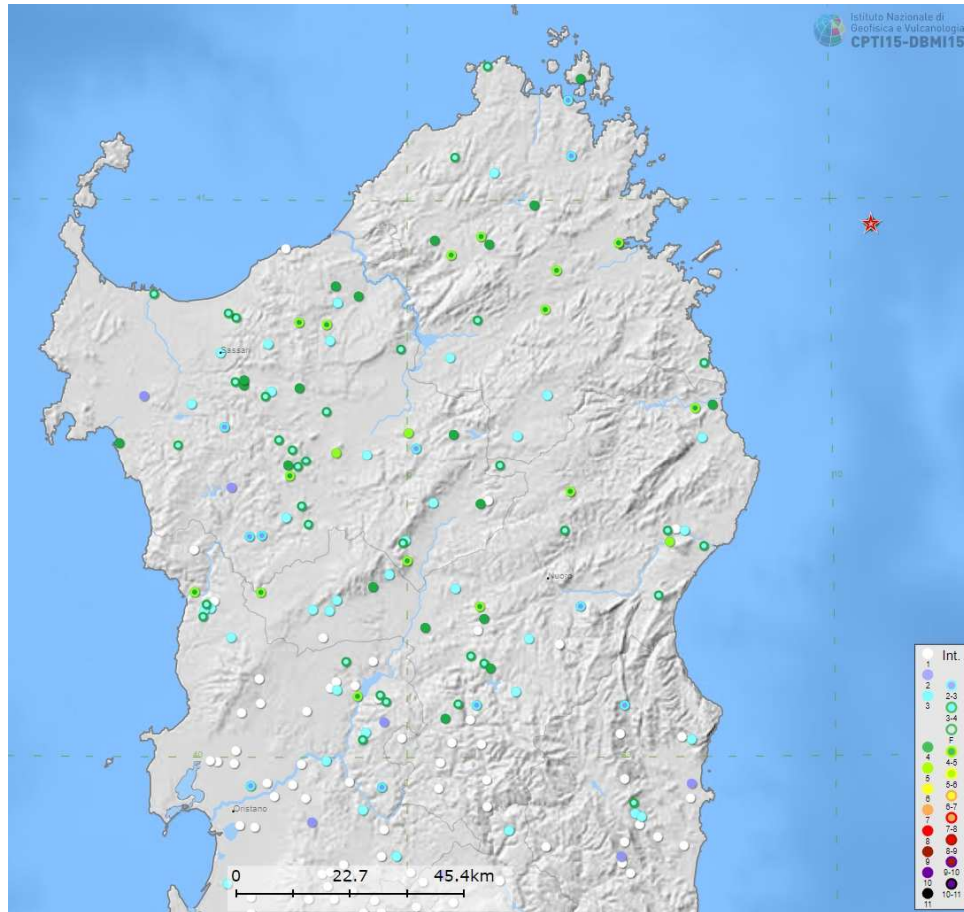 Istituto Nazionale di
Geofisica e Vulcanologia
CPTI15-DBMI15
41
Sassari
Nuoro
40
Oristano
0 22.7 45.4km
Int.
1
2
2-3
3
3-4
F
4
4-5
5
5-6
6
6-7
7
7-8
8
8-9
9
9-10
10
10-11
11